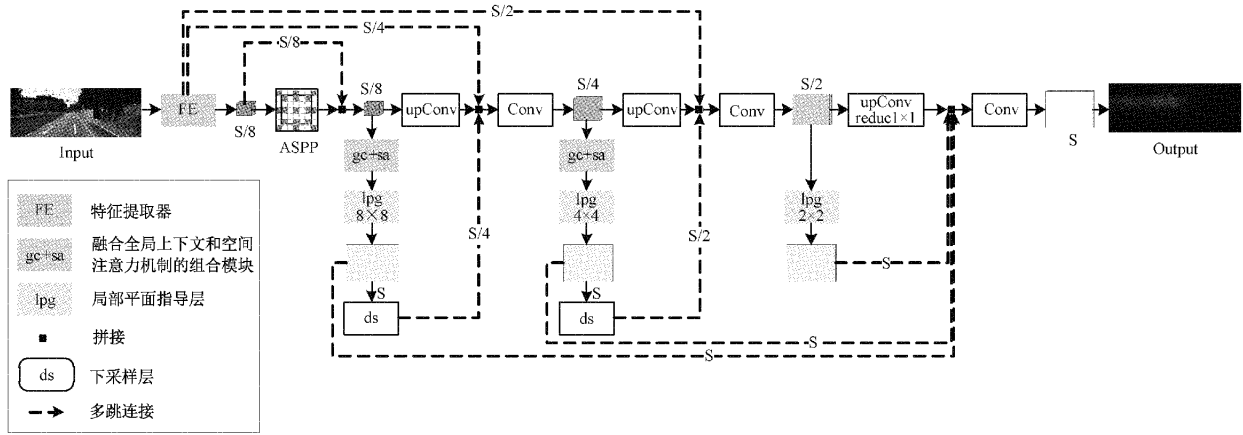 S/2
S/4
S/8
S/8
S/4
S/2
FE
upConv
Conv
upConv
Conv
upConv
reduc1×1
Conv
S/8
ASPP
S
Input
Output
gc+sa
gc+sa
lpg
8×8
lpg
4×4
lpg
2×2
S/4
S/2
S
S
S
ds
ds
S
S
FE 特征提取器
gc+sa 融合全局上下文和空间
注意力机制的组合模块
lpg 局部平面指导层
拼接
ds 下采样层
多跳连接